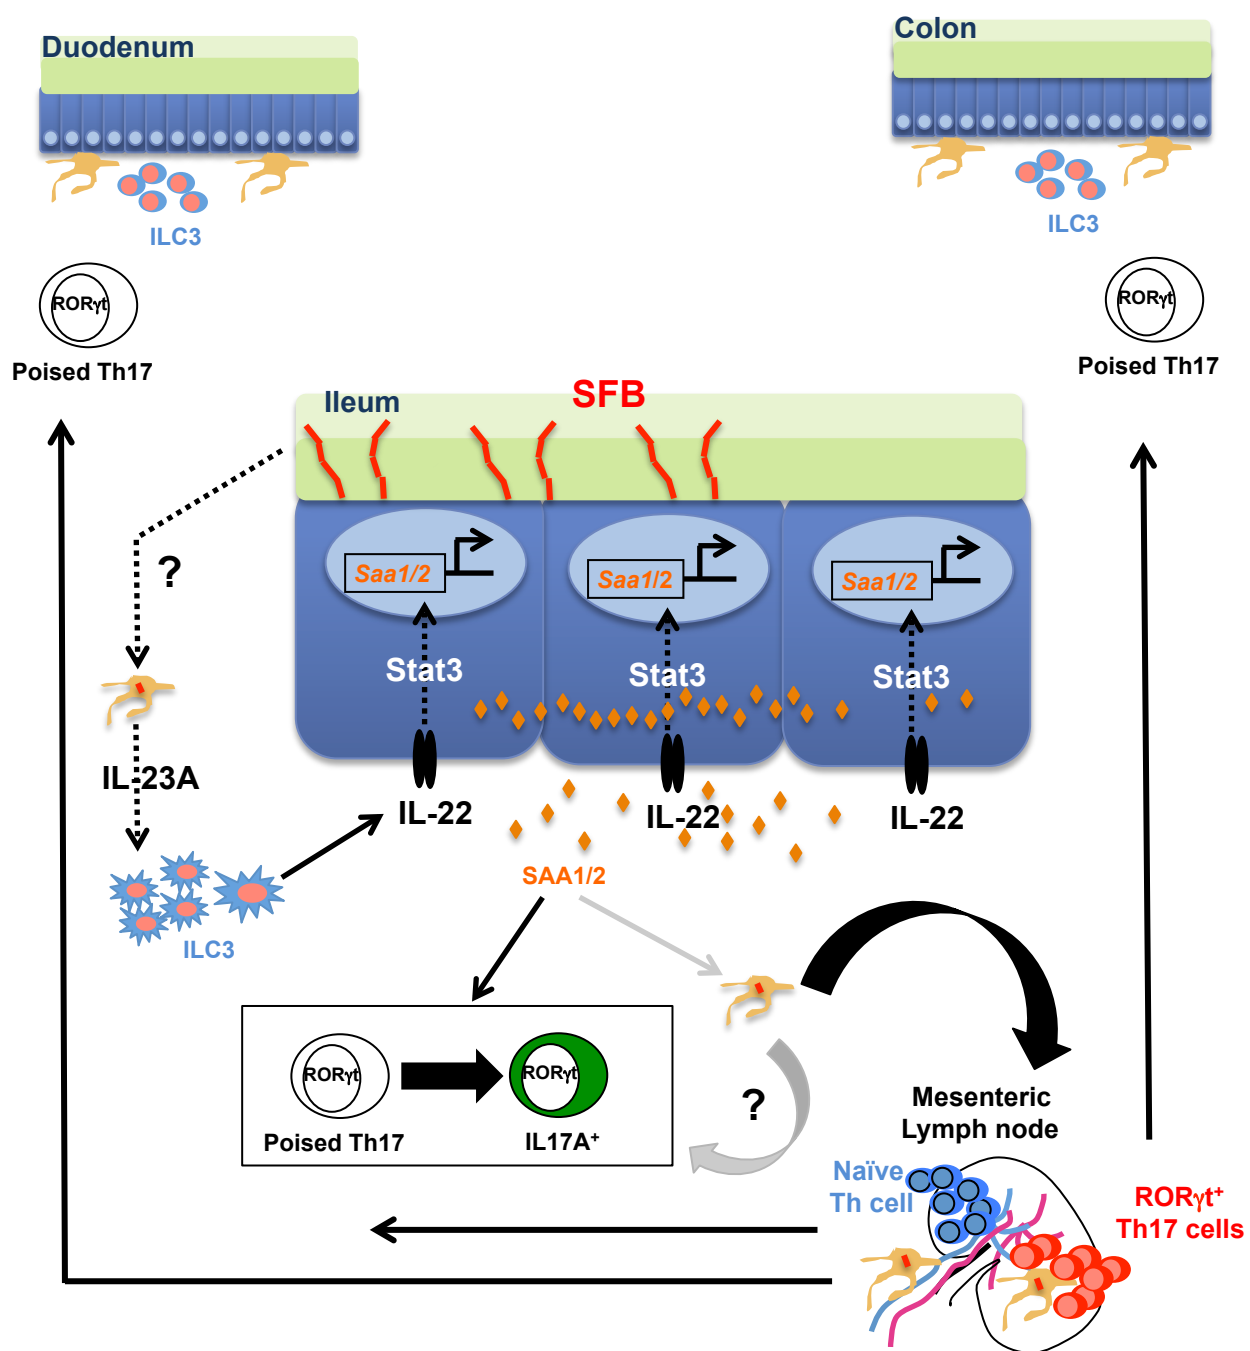 Duodenum
Colon
ILC3
ILC3
RORγt
RORγt
Poised Th17
Poised Th17
Ileum
SFB
?
Saa1/2
Saa1/2
Saa1/2
Stat3
Stat3
Stat3
IL-23A
IL-22
IL-22
IL-22
SAA1/2
ILC3
RORγt
RORγt
Poised Th17
IL17A⁺
?
Mesenteric
Lymph node
Naïve
Th cell
RORγt⁺
Th17 cells